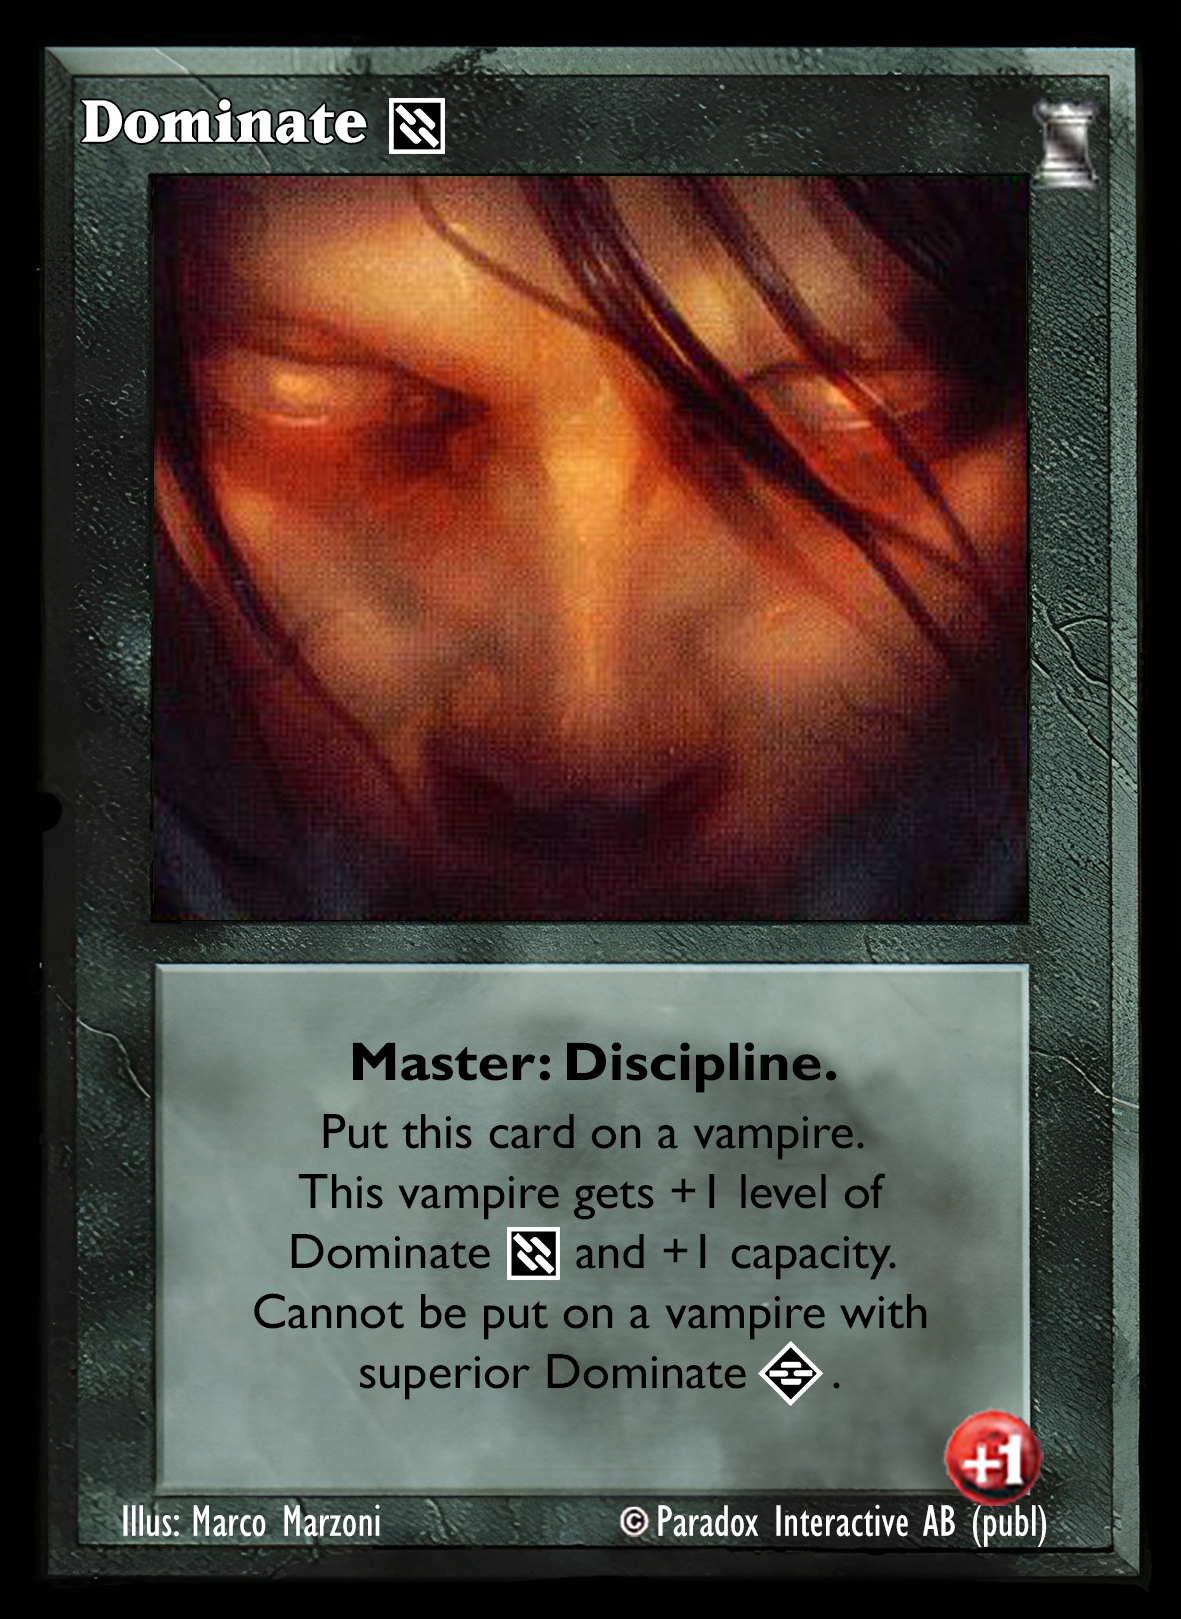 Dominate
Master: Discipline.
Put this card on a vampire.
This vampire gets +1 level of
Dominate and +1 capacity.
Cannot be put on a vampire with
superior Dominate .
+1
Illus: Marco Marzoni
© Paradox Interactive AB (publ)